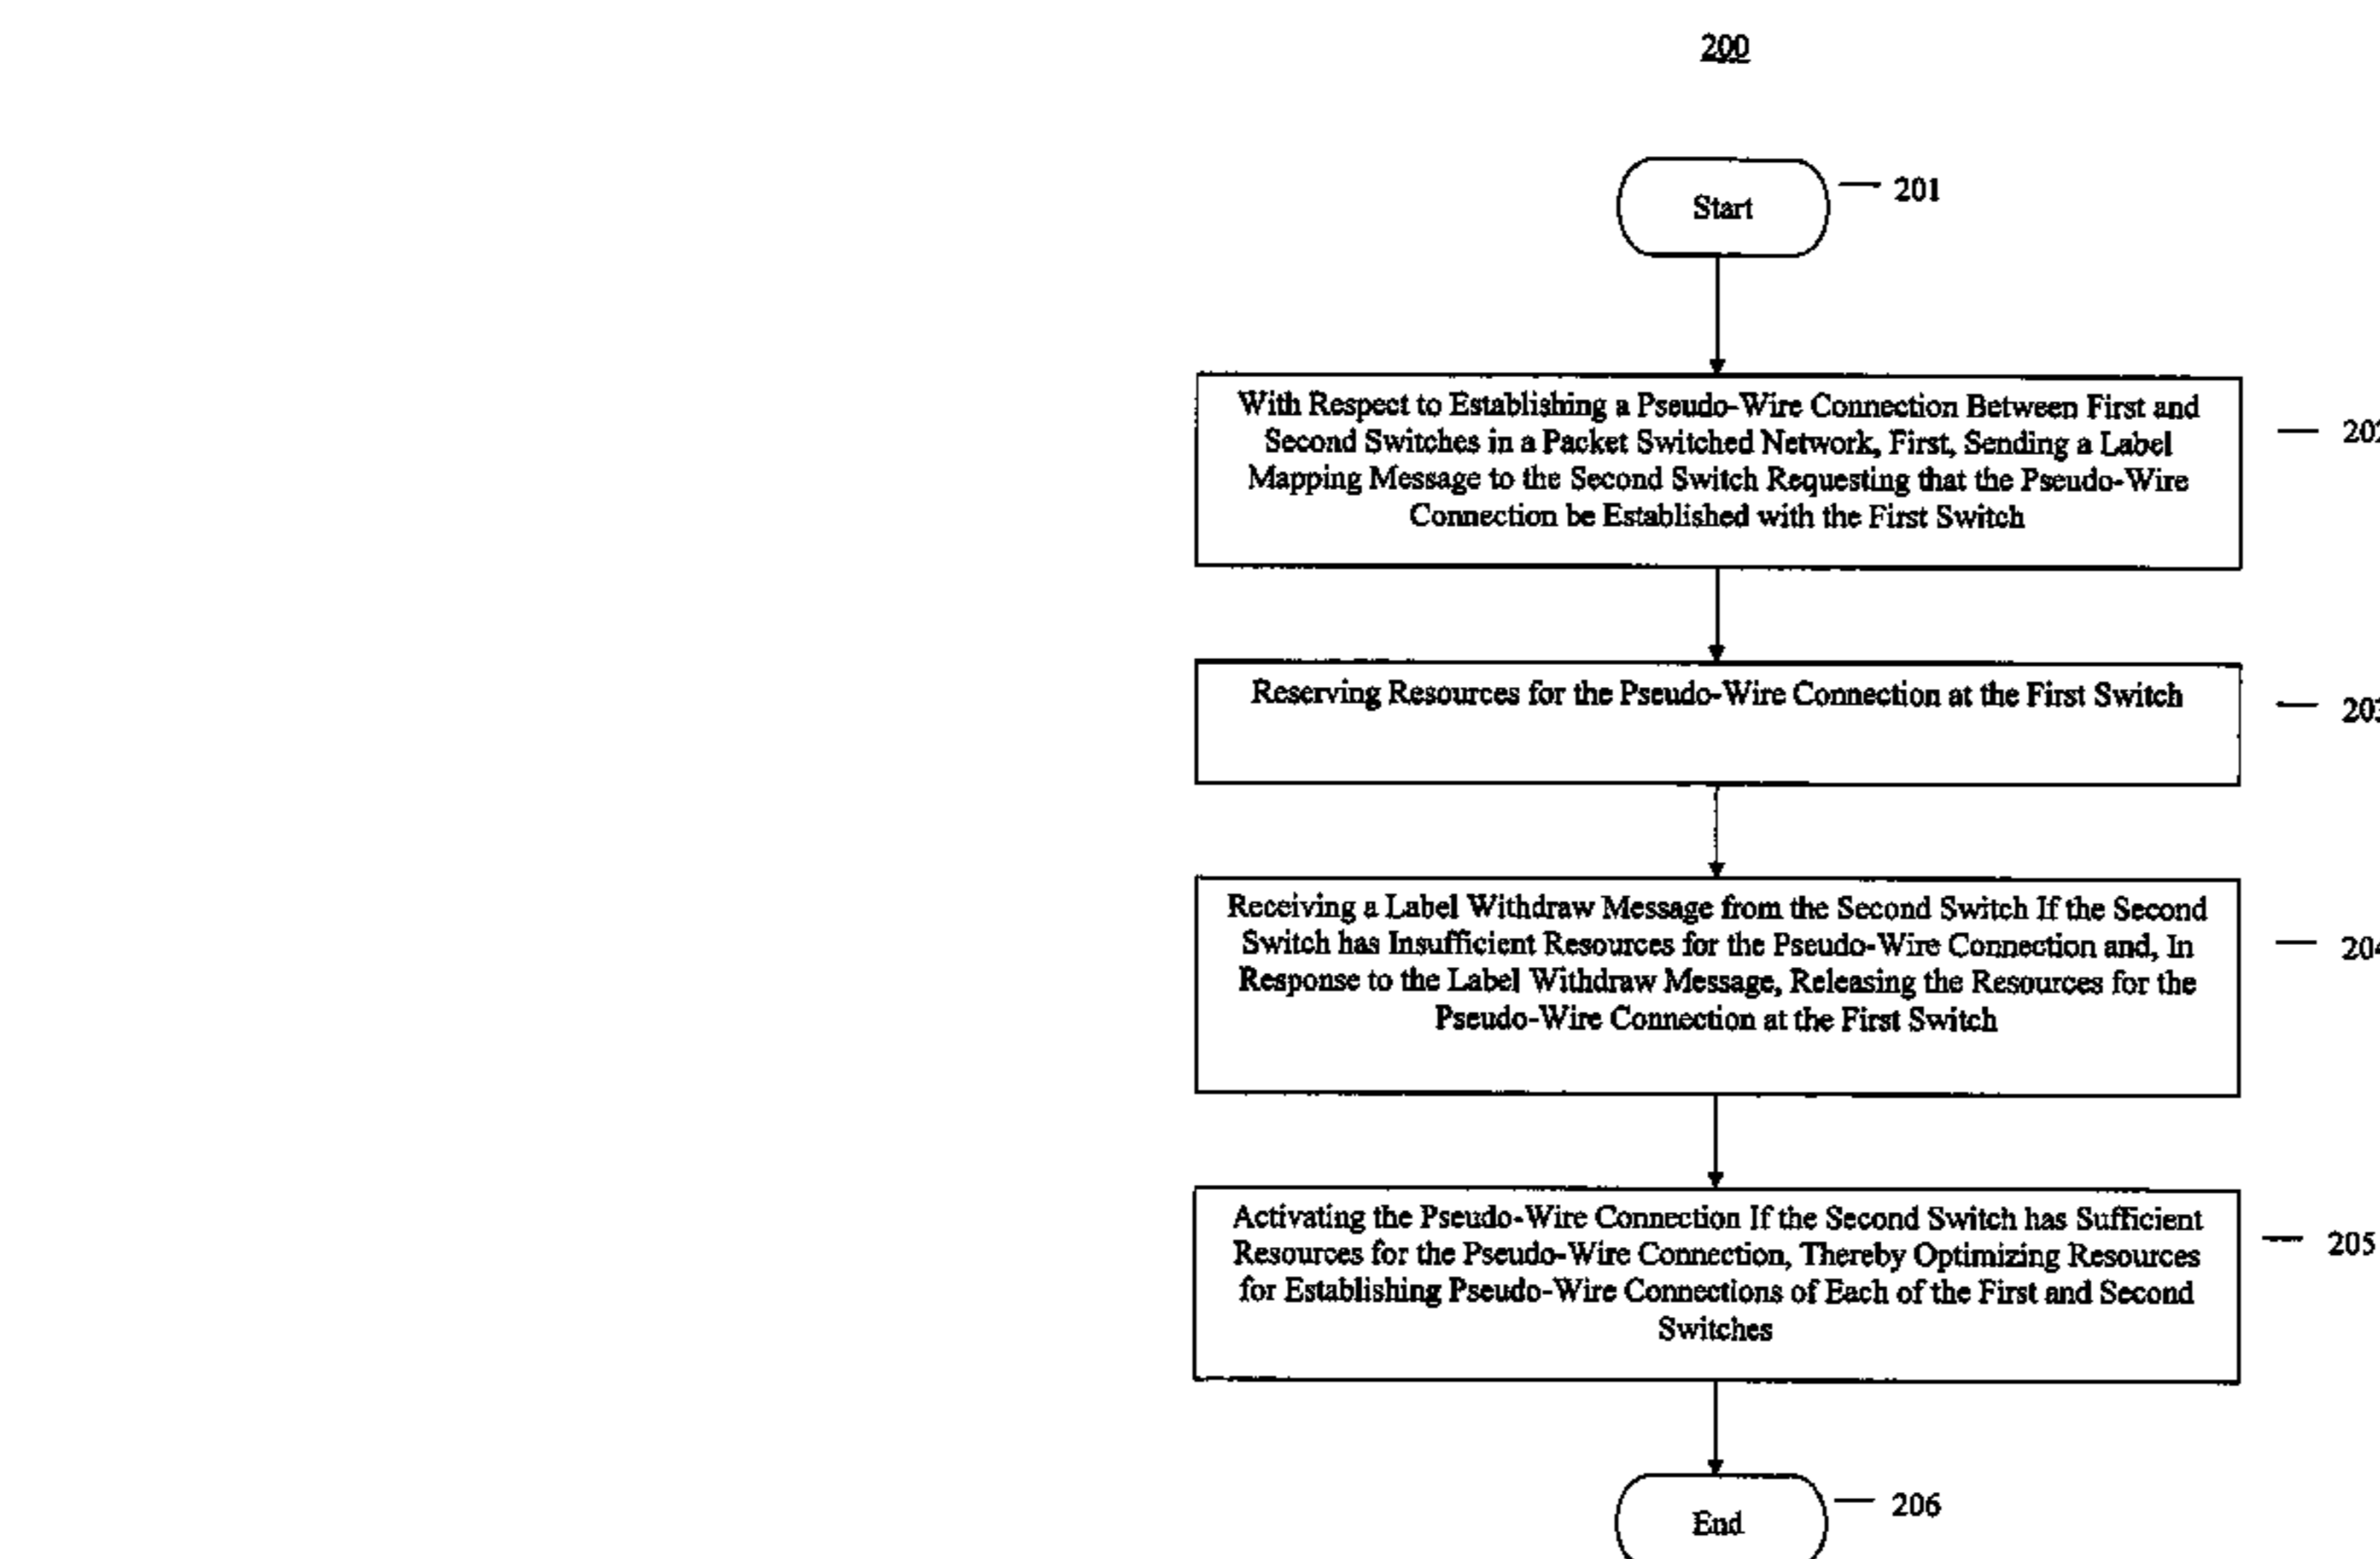 200
Start
201
With Respect to Establishing a Pseudo-Wire Connection Between First and
Second Switches in a Packet Switched Network, First, Sending a Label
Mapping Message to the Second Switch Requesting that the Pseudo-Wire
Connection be Established with the First Switch
Reserving Resources for the Pseudo-Wire Connection at the First Switch
Receiving a Label Withdraw Message from the Second Switch If the Second
Switch has Insufficient Resources for the Pseudo-Wire Connection and, In
Response to the Label Withdraw Message, Releasing the Resources for the
Pseudo-Wire Connection at the First Switch
Activating the Pseudo-Wire Connection If the Second Switch has Sufficient
Resources for the Pseudo-Wire Connection, Thereby Optimizing Resources
for Establishing Pseudo-Wire Connections of Each of the First and Second
Switches
205
End
206